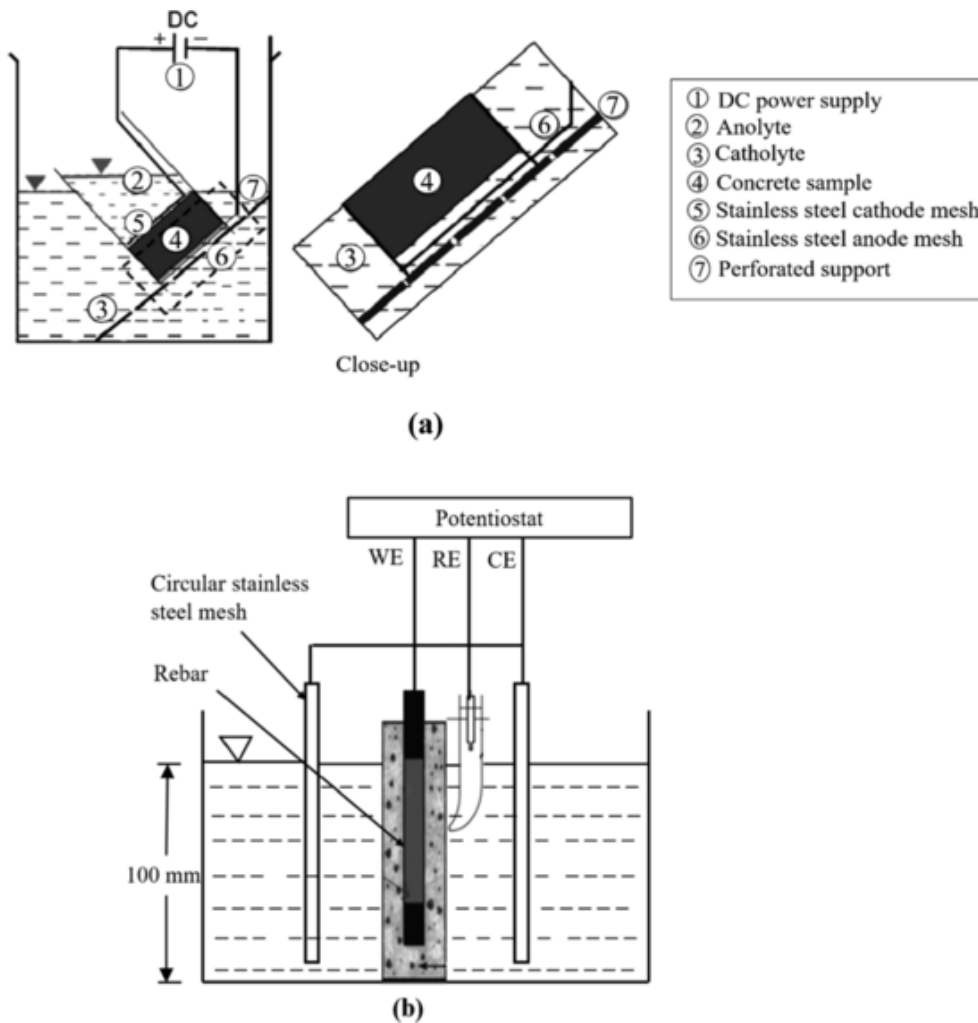 DC
+ −
①
②
⑦
⑤
④
⑥
③
⑥
⑦
④
③
Close-up
① DC power supply
② Anolyte
③ Catholyte
④ Concrete sample
⑤ Stainless steel cathode mesh
⑥ Stainless steel anode mesh
⑦ Perforated support
(a)
Potentiostat
WE RE CE
Circular stainless
steel mesh
Rebar
100 mm
(b)